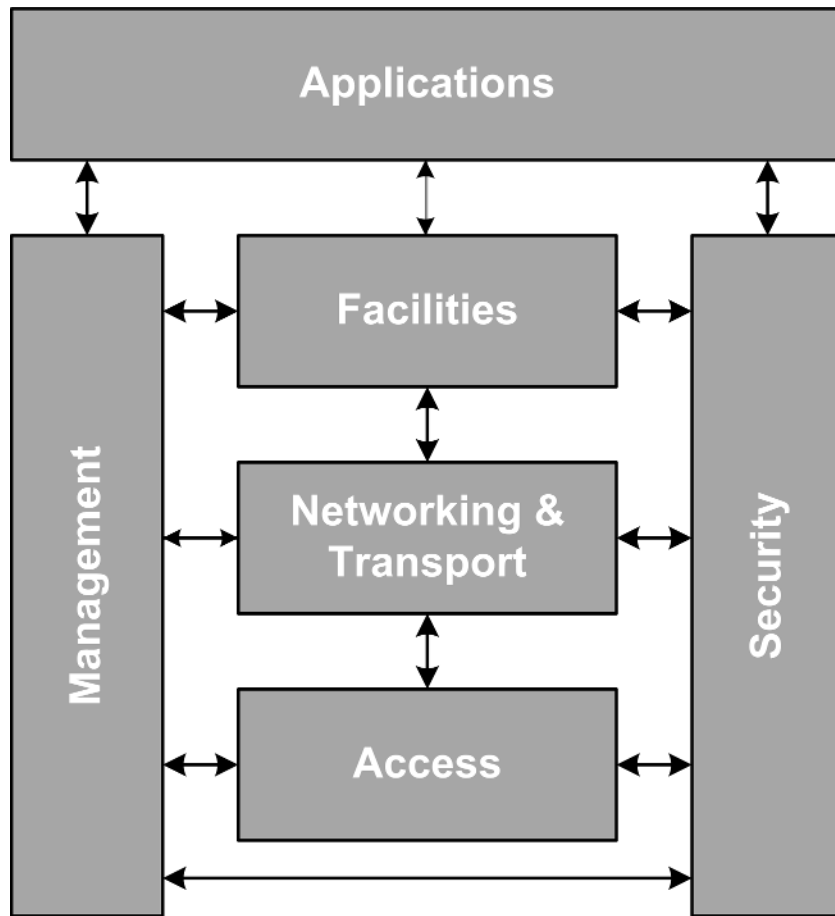 Applications
Facilities
Management
Networking &
Transport
Security
Access